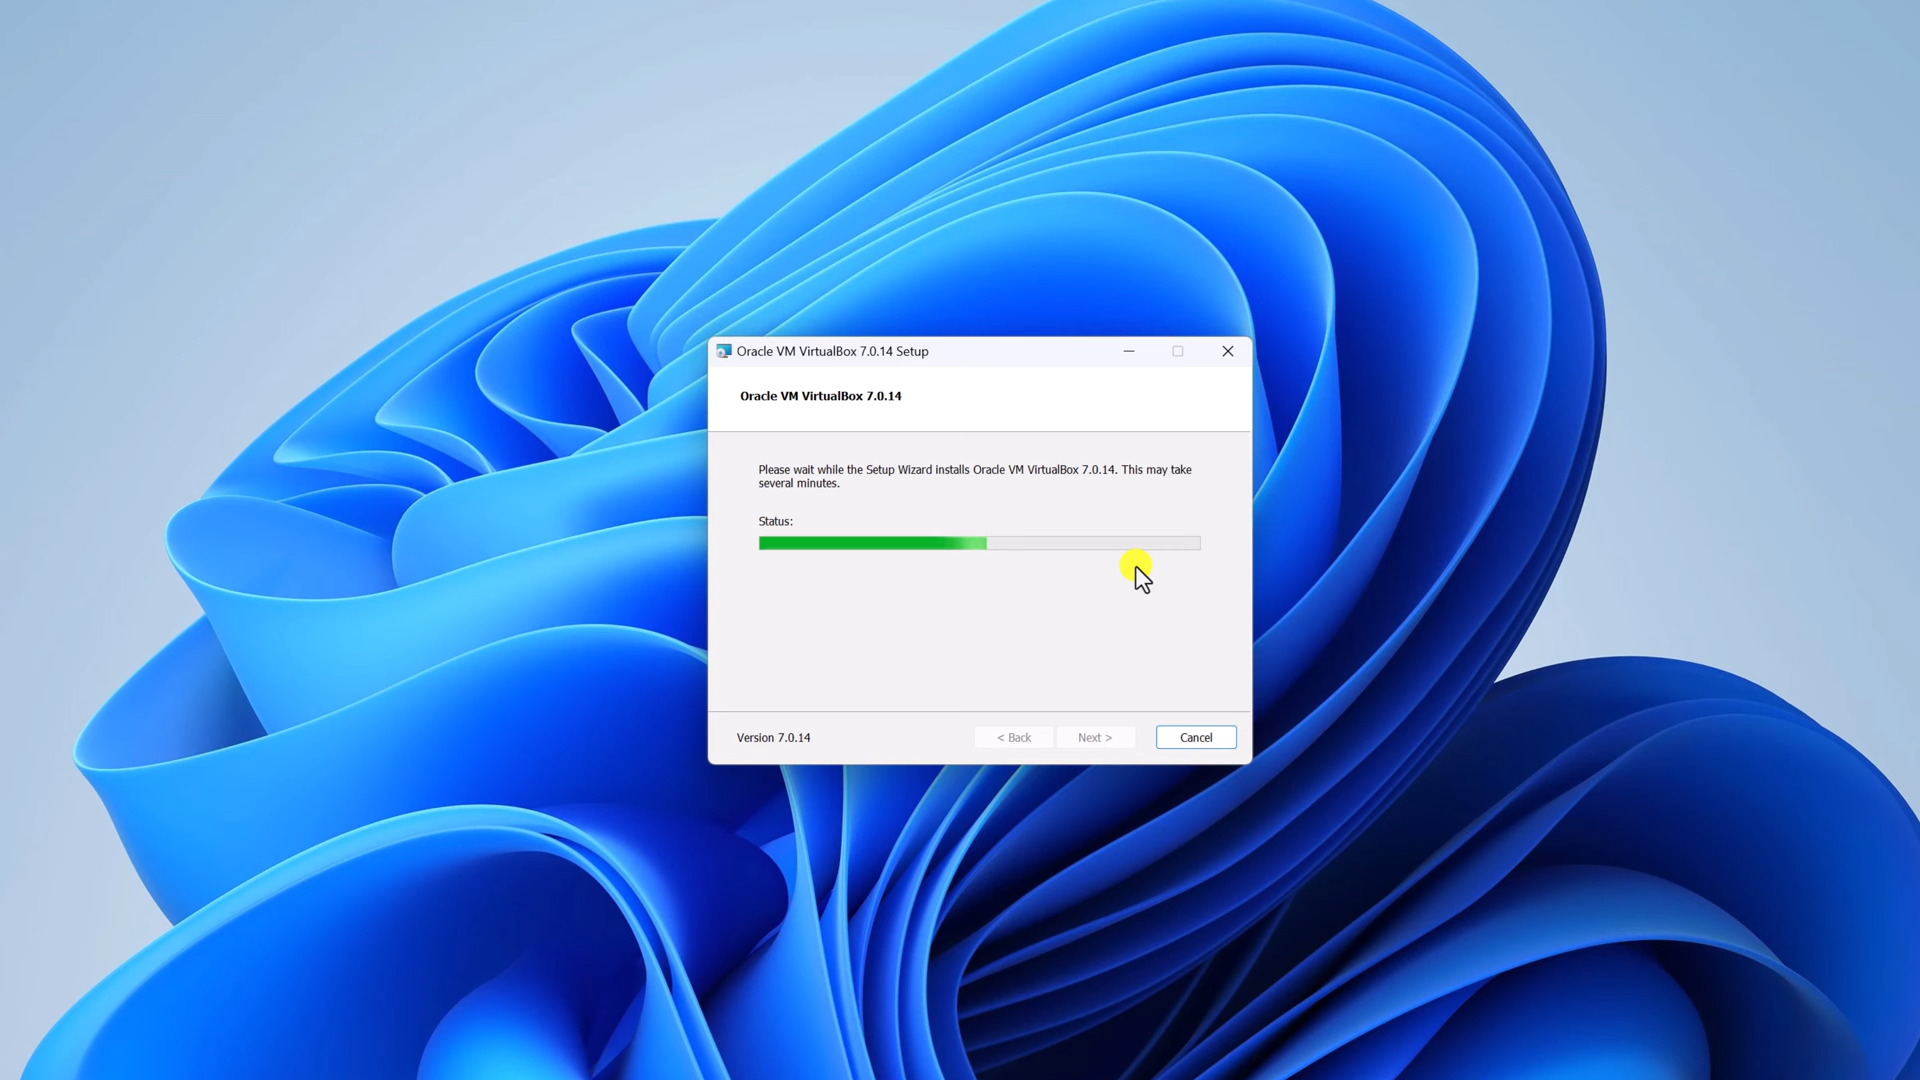 Oracle VM VirtualBox 7.0.14 Setup
Oracle VM VirtualBox 7.0.14
Please wait while the Setup Wizard installs Oracle VM VirtualBox 7.0.14. This may take
several minutes.
Status:
Version 7.0.14
< Back
Next >
Cancel